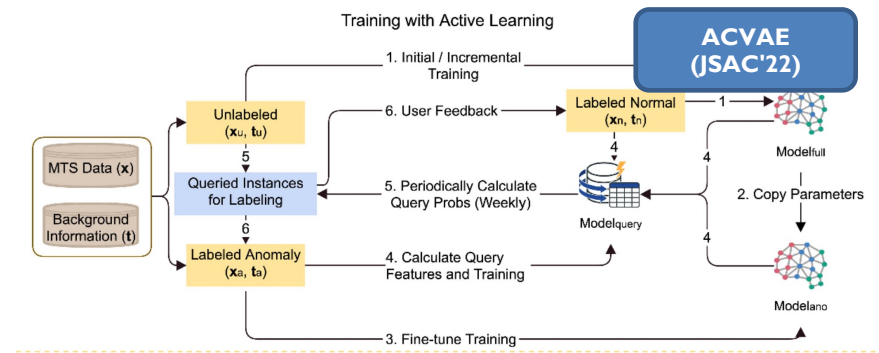 Training with Active Learning
ACVAE
(JSAC'22)
1. Initial / Incremental
Training
Unlabeled
(xu, tu)
6. User Feedback
Labeled Normal
(xn, tn)
1
Modelfull
MTS Data (x)
Background
Information (t)
5
4
4
Queried Instances
for Labeling
5. Periodically Calculate
Query Probs (Weekly)
Modelquery
2. Copy Parameters
6
4
Labeled Anomaly
(xa, ta)
4. Calculate Query
Features and Training
Modelano
3. Fine-tune Training